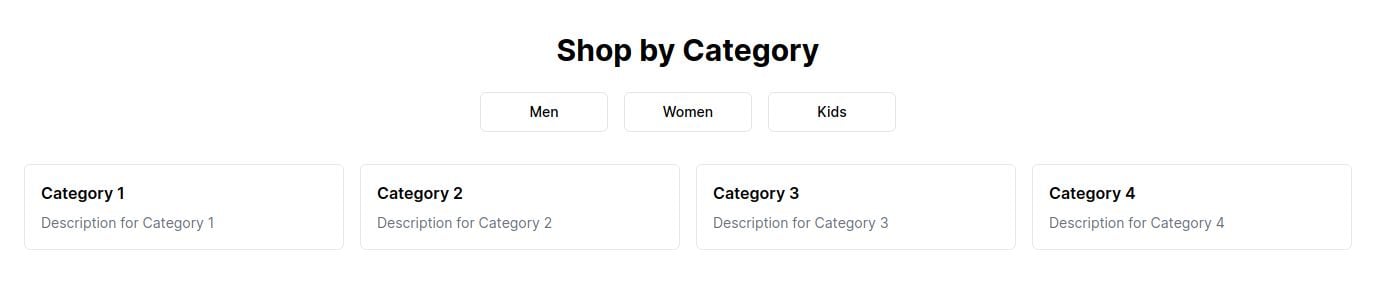 Shop by Category
Men
Women
Kids
Category 1
Description for Category 1
Category 2
Description for Category 2
Category 3
Description for Category 3
Category 4
Description for Category 4